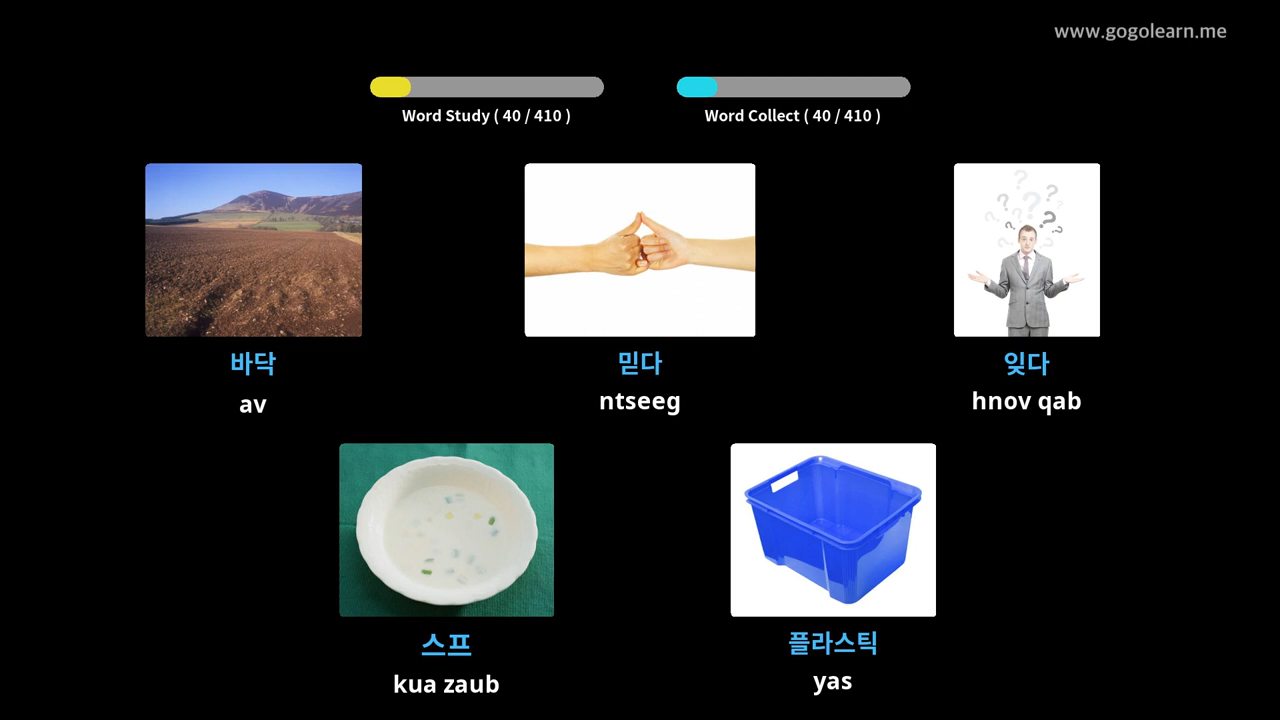 www.gogolearn.me
Word Study ( 40 / 410 )
Word Collect ( 40 / 410 )
바닥
av
믿다
ntseeg
잊다
hnov qab
스프
kua zaub
플라스틱
yas